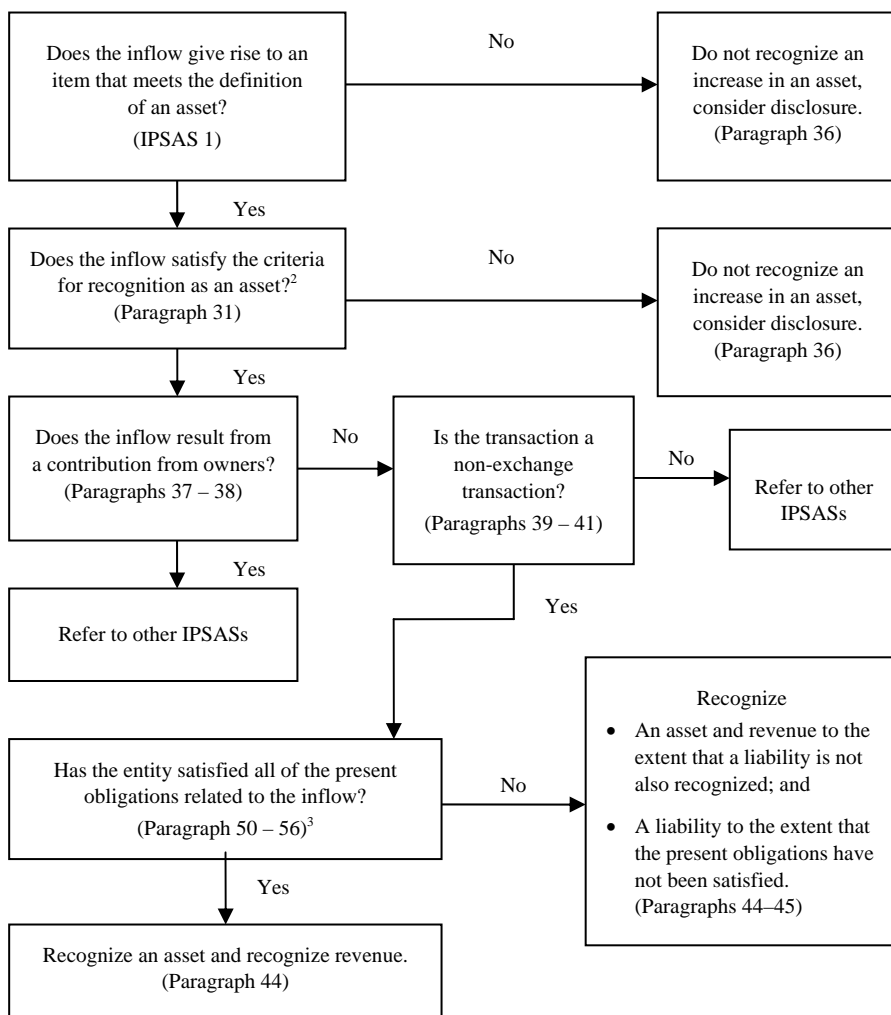 Does the inflow give rise to an
item that meets the definition
of an asset?
(IPSAS 1)
No
Do not recognize an
increase in an asset,
consider disclosure.
(Paragraph 36)
Yes
Does the inflow satisfy the criteria
for recognition as an asset?2
(Paragraph 31)
No
Do not recognize an
increase in an asset,
consider disclosure.
(Paragraph 36)
Yes
Does the inflow result from
a contribution from owners?
(Paragraphs 37 – 38)
No
Is the transaction a
non-exchange
transaction?
(Paragraphs 39 – 41)
No
Refer to other
IPSASs
Yes
Refer to other IPSASs
Yes
Has the entity satisfied all of the present
obligations related to the inflow?
(Paragraph 50 – 56)3
No
Recognize
• An asset and revenue to the
extent that a liability is not
also recognized; and
• A liability to the extent that
the present obligations have
not been satisfied.
(Paragraphs 44–45)
Yes
Recognize an asset and recognize revenue.
(Paragraph 44)